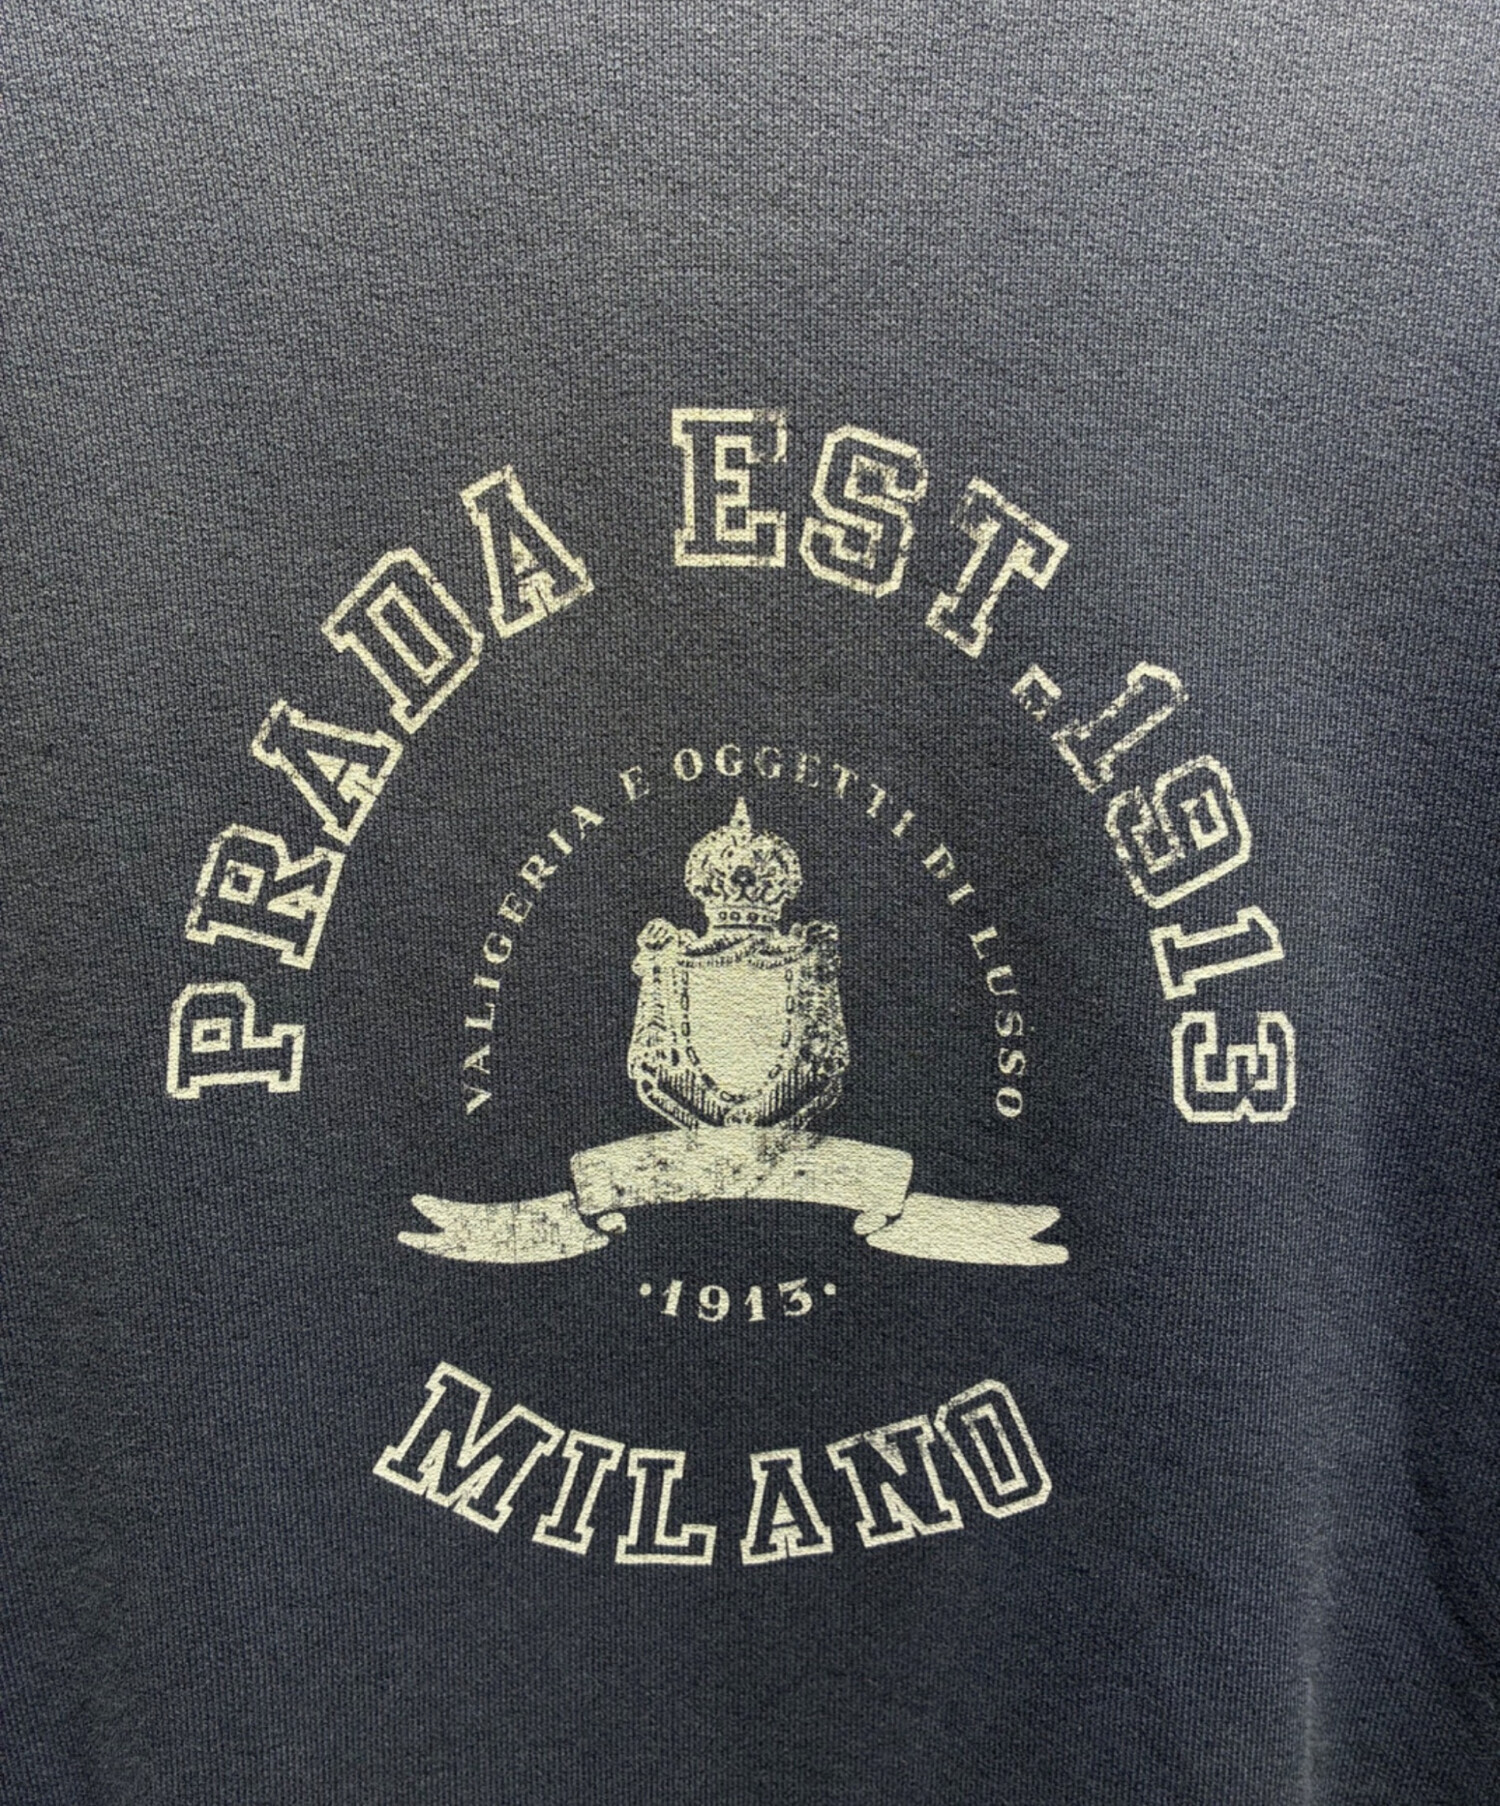 PRADA EST.1913
VALIGERIA E OGGETTI DI LUSSO
·1913·
MILANO